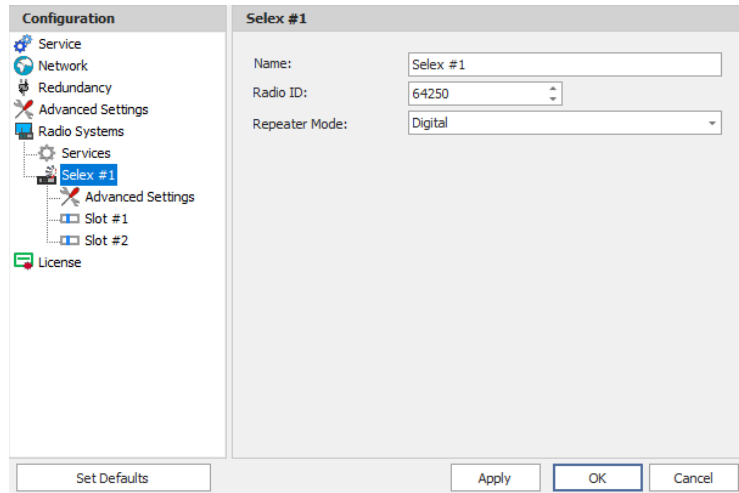 Configuration
Service
Network
Redundancy
Advanced Settings
Radio Systems
Services
Selex #1
Advanced Settings
Slot #1
Slot #2
License
Selex #1
Name: Selex #1
Radio ID: 64250
Repeater Mode: Digital
Set Defaults Apply OK Cancel